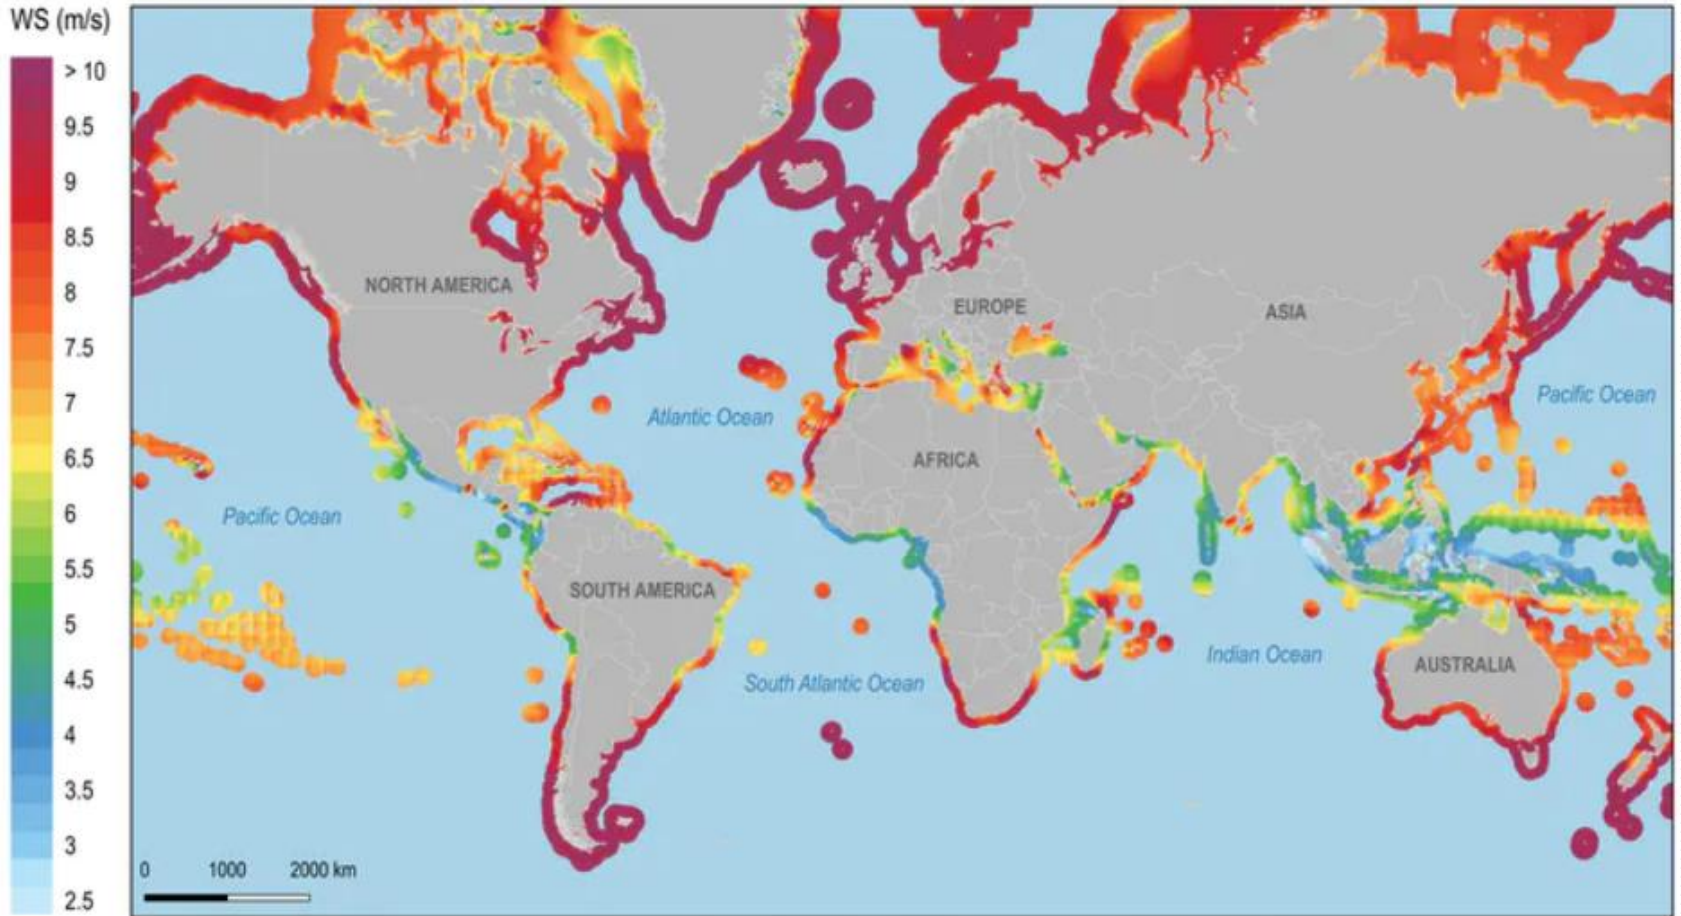 WS (m/s)
> 10
9.5
9
8.5
8
7.5
7
6.5
6
5.5
5
4.5
4
3.5
3
2.5
NORTH AMERICA
EUROPE
ASIA
Atlantic Ocean
Pacific Ocean
AFRICA
Pacific Ocean
SOUTH AMERICA
Indian Ocean
AUSTRALIA
South Atlantic Ocean
0 1000 2000 km